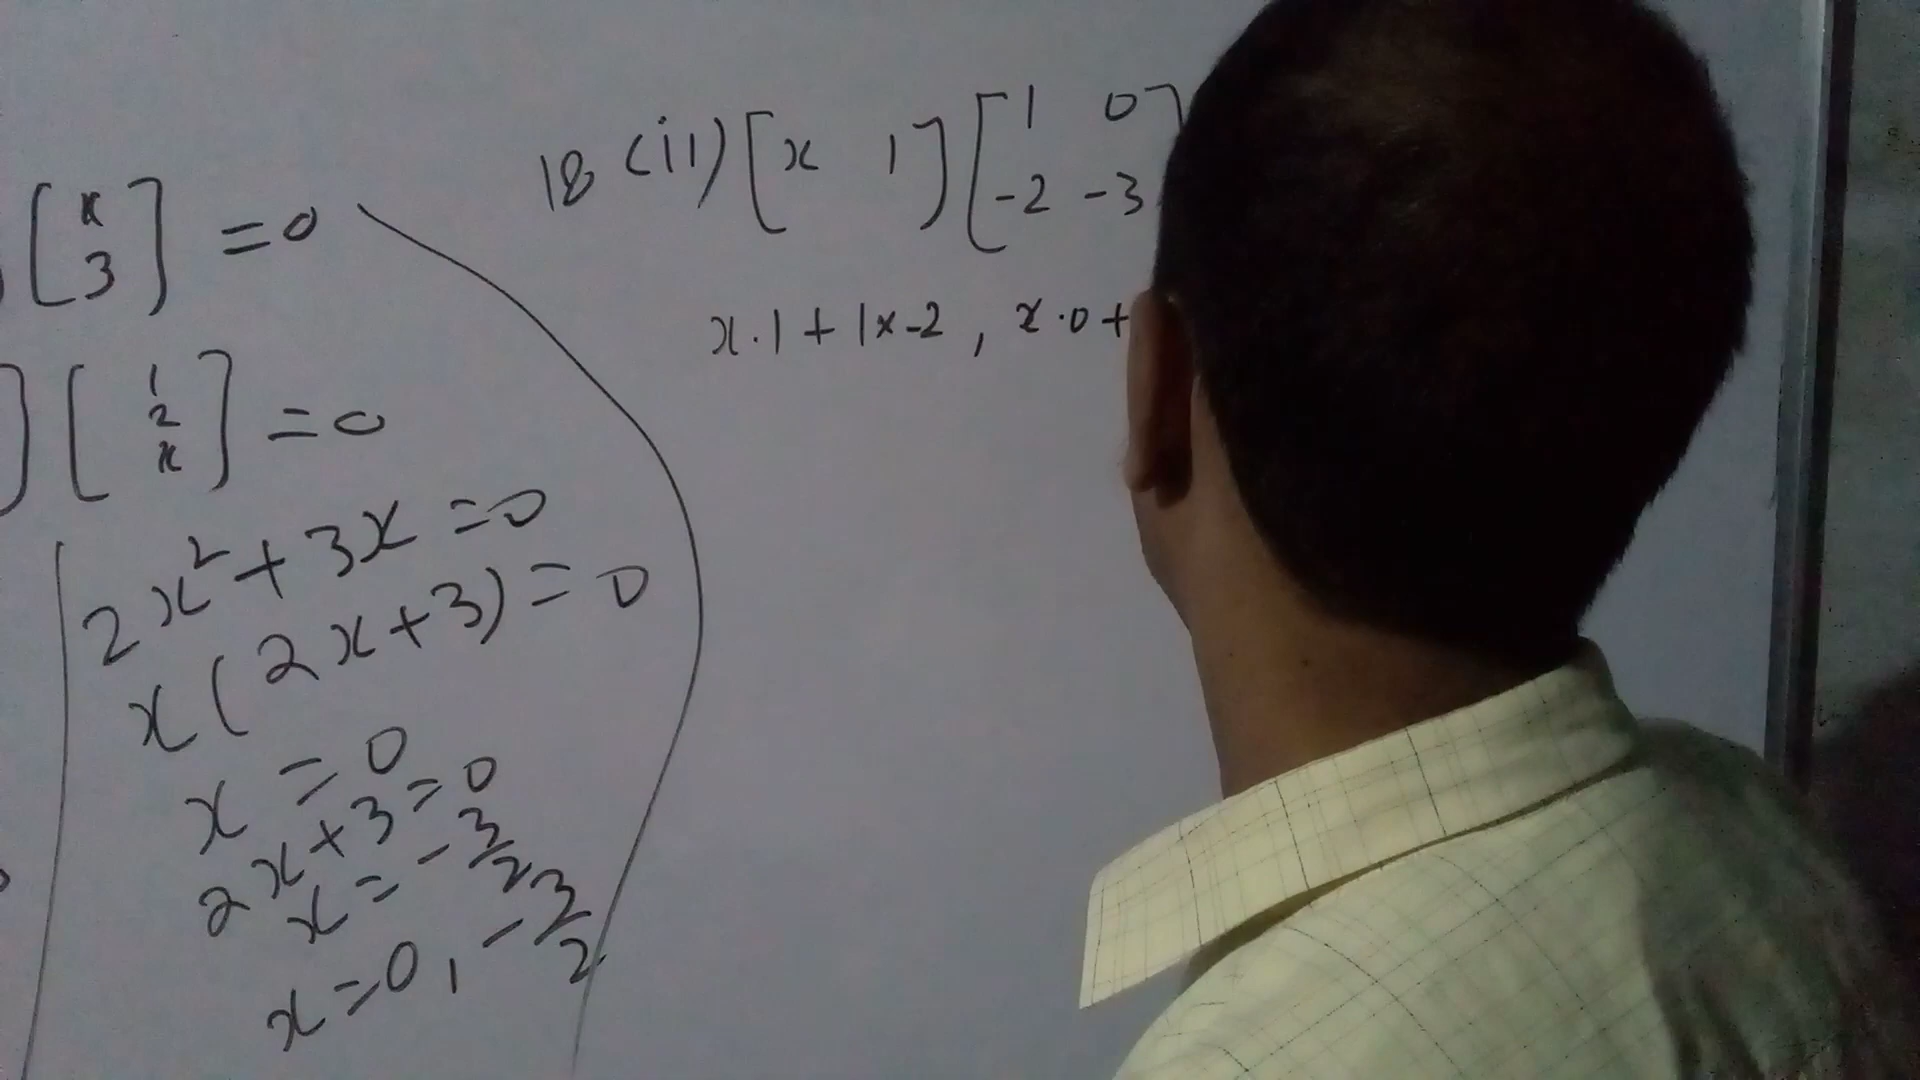 [x
3] =0
] [1
2
x] =0
2x²+3x=0
x(2x+3)=0
x=0
2x+3=0
x=-3/2
x=0,-3/2
18 (ii) [x 1] [1 0]
-2 -3
x.1+1x-2, x.0+